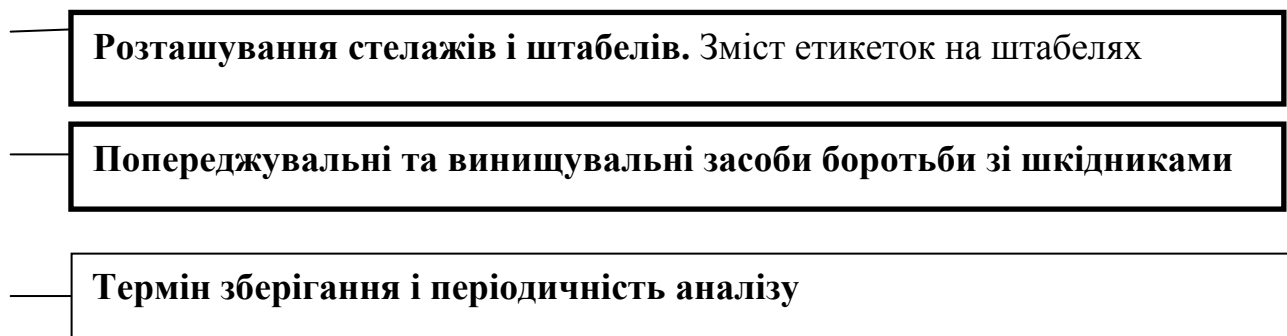 Розташування стелажів і штабелів. Зміст етикеток на штабелях
Попереджувальні та винищувальні засоби боротьби зі шкідниками
Термін зберігання і періодичність аналізу